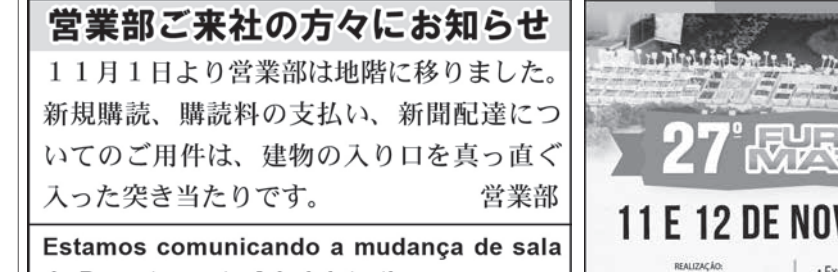 営業部ご来社の方々にお知らせ
１１月１日より営業部は地階に移りました。
新規購読、購読料の支払い、新聞配達につ
いてのご用件は、建物の入り口を真っ直ぐ
入った突き当たりです。 営業部
Estamos comunicando a mudança de sala
27º FUR
MA
11 E 12 DE NOV
REALIZAÇÃO: